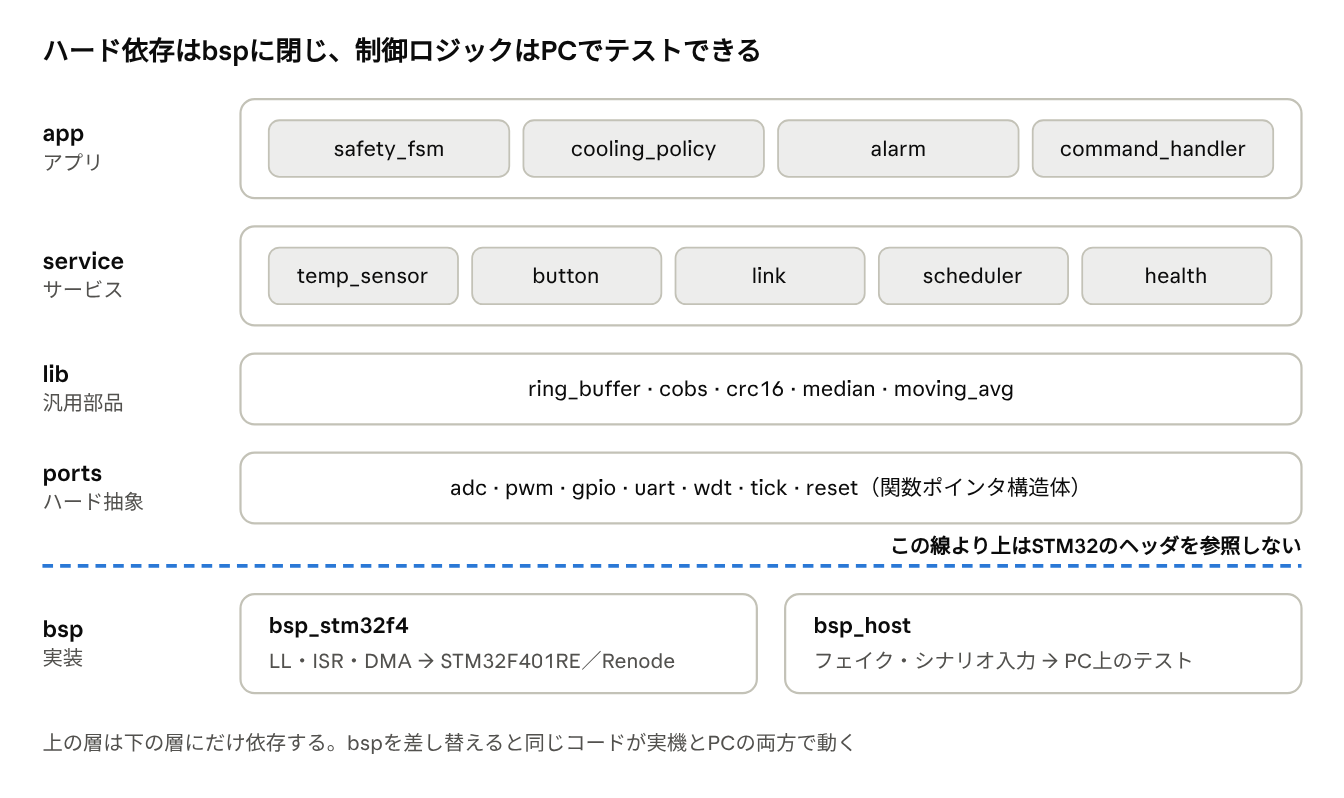 ハード依存はbspに閉じ、制御ロジックはPCでテストできる
app
アプリ
safety_fsm
cooling_policy
alarm
command_handler
service
サービス
temp_sensor
button
link
scheduler
health
lib
汎用部品
ring_buffer · cobs · crc16 · median · moving_avg
ports
ハード抽象
adc · pwm · gpio · uart · wdt · tick · reset（関数ポインタ構造体）
この線より上はSTM32のヘッダを参照しない
bsp
実装
bsp_stm32f4
LL・ISR・DMA → STM32F401RE／Renode
bsp_host
フェイク・シナリオ入力 → PC上のテスト
上の層は下の層にだけ依存する。bspを差し替えると同じコードが実機とPCの両方で動く